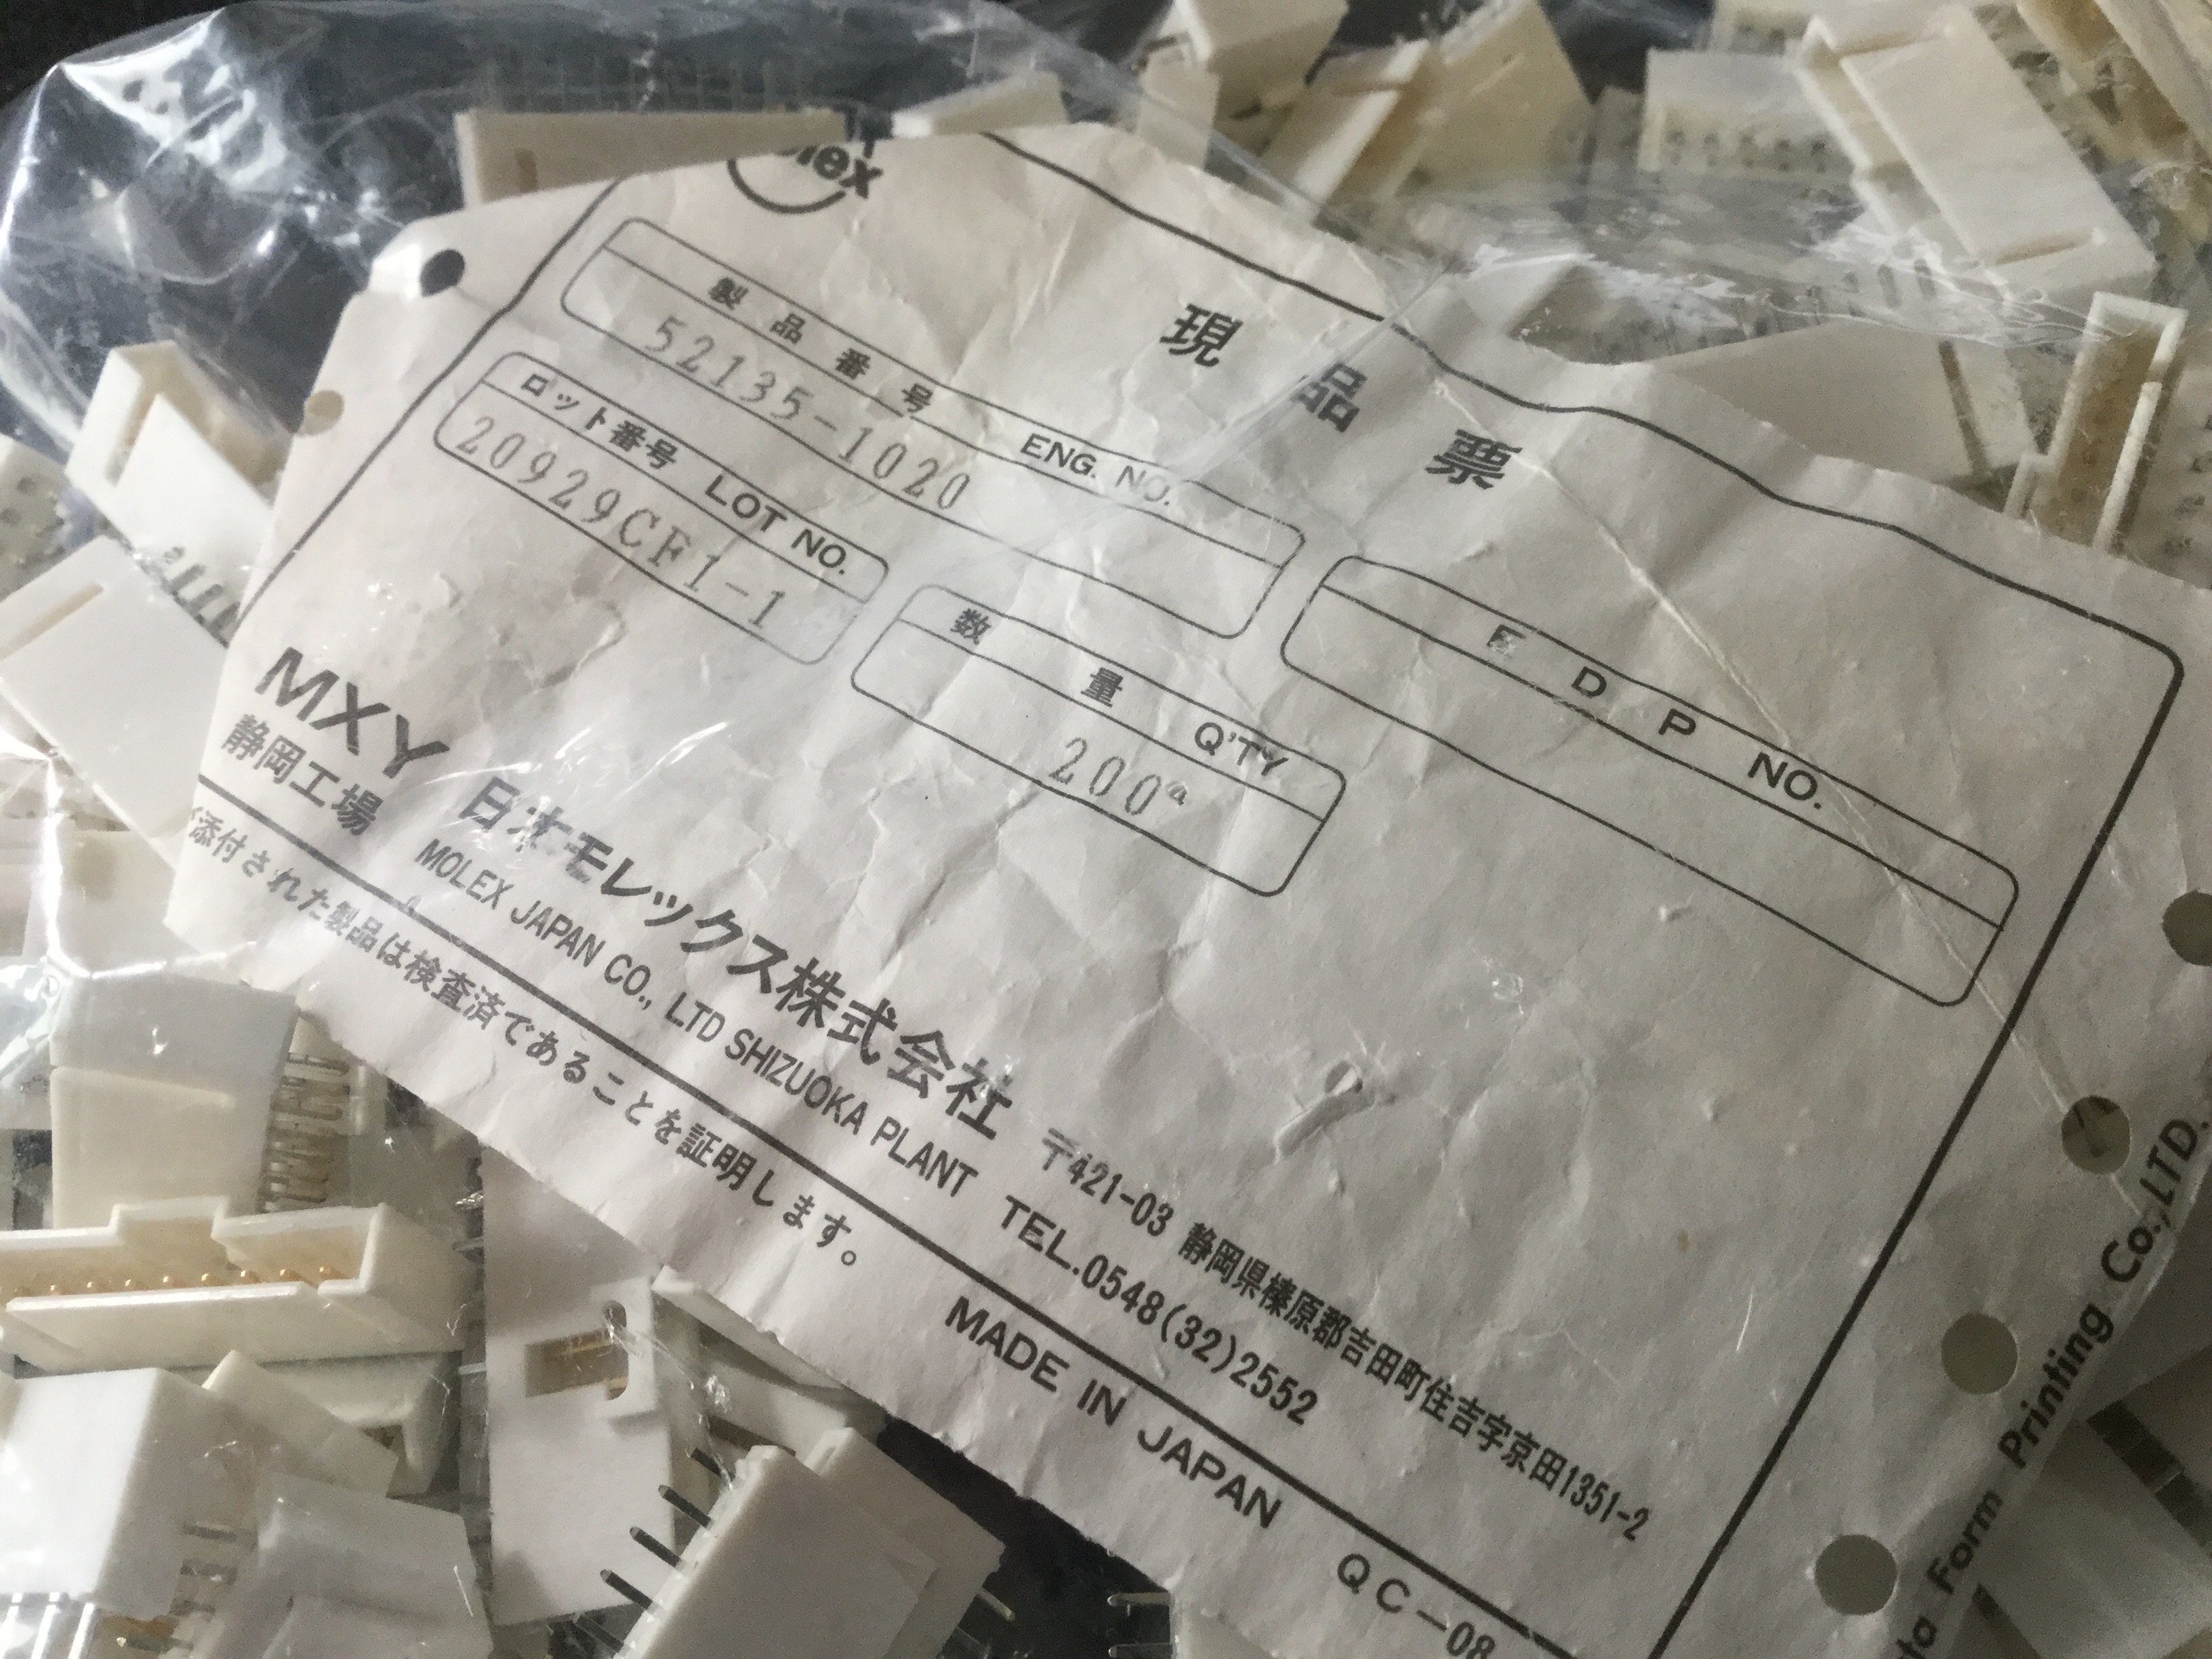 現品票
製品番号 ENG. NO.
52135-1020
E D P NO.
ロット番号 LOT NO.
20929CF1-1
数量 Q'TY
200
MXY
静岡工場
日本モレックス株式会社 〒421-03 静岡県榛原郡吉田町住吉字京田1351-2
MOLEX JAPAN CO., LTD SHIZUOKA PLANT TEL.0548(32)2552
添付された製品は検査済であることを証明します。 MADE IN JAPAN QC-08
Form Printing Co.,LTD.